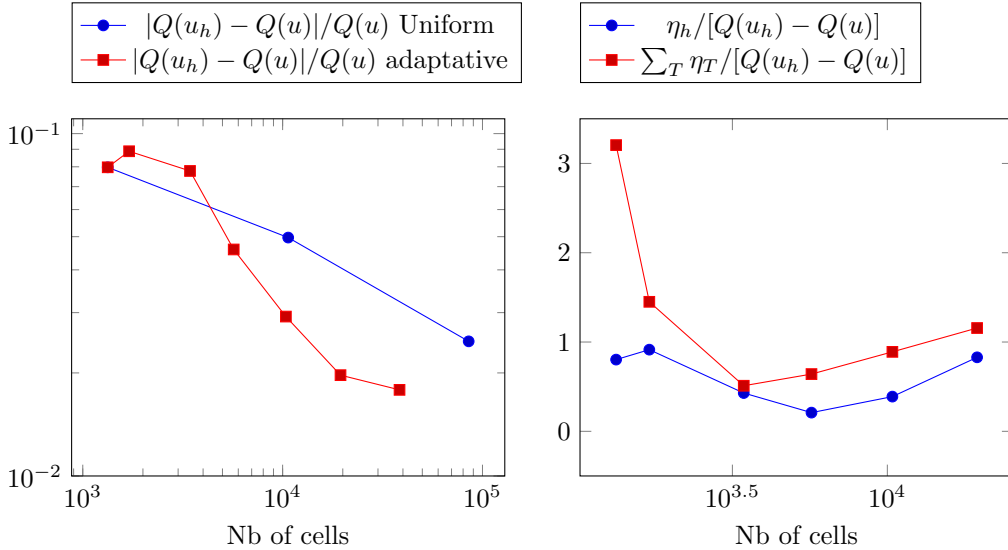 |Q(u_h) − Q(u)|/Q(u) Uniform
|Q(u_h) − Q(u)|/Q(u) adaptative
10^{−1}
10^{−2}
10^3
10^4
10^5
Nb of cells
η_h/[Q(u_h) − Q(u)]
∑_T η_T/[Q(u_h) − Q(u)]
3
2
1
0
10^{3.5}
10^4
Nb of cells